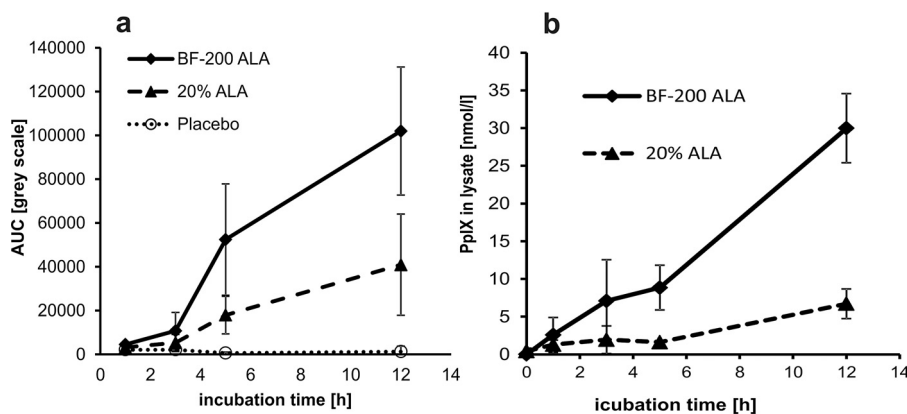 a
140000
120000
100000
80000
60000
40000
20000
0
AUC [grey scale]
BF-200 ALA
20% ALA
Placebo
0 2 4 6 8 10 12 14
incubation time [h]
b
40
35
30
25
20
15
10
5
0
PpIX in lysate [nmol/l]
BF-200 ALA
20% ALA
0 2 4 6 8 10 12 14
icubation time [h]